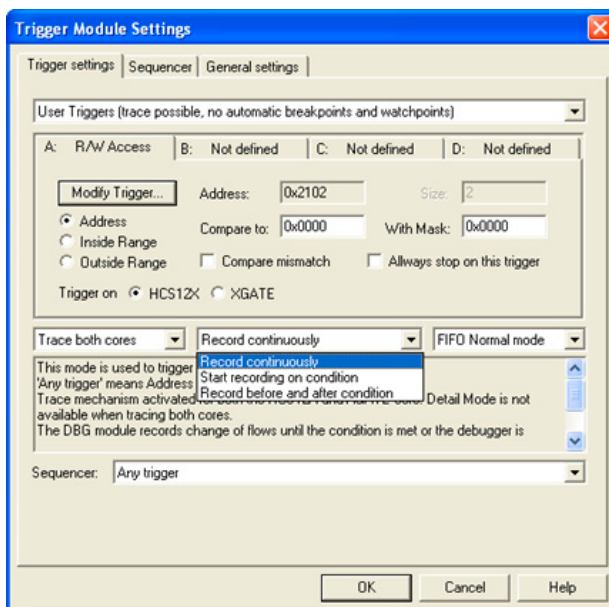 Trigger Module Settings
Trigger settings Sequencer General settings
User Triggers (trace possible, no automatic breakpoints and watchpoints)
A: R/W Access B: Not defined C: Not defined D: Not defined
Modify Trigger... Address: 0x2102 Size: 2
Address Compare to: 0x0000 With Mask: 0x0000
Inside Range
Outside Range Compare mismatch Allways stop on this trigger
Trigger on HCS12X XGATE
Trace both cores Record continuously FIFO Normal mode
Record continuously
Start recording on condition
Record before and after condition
This mode is used to trigger
'Any trigger' means Address
Trace mechanism activated Detail Mode is not
available when tracing both cores.
The DBG module records change of flows until the condition is met or the debugger is
Sequencer: Any trigger
OK Cancel Help